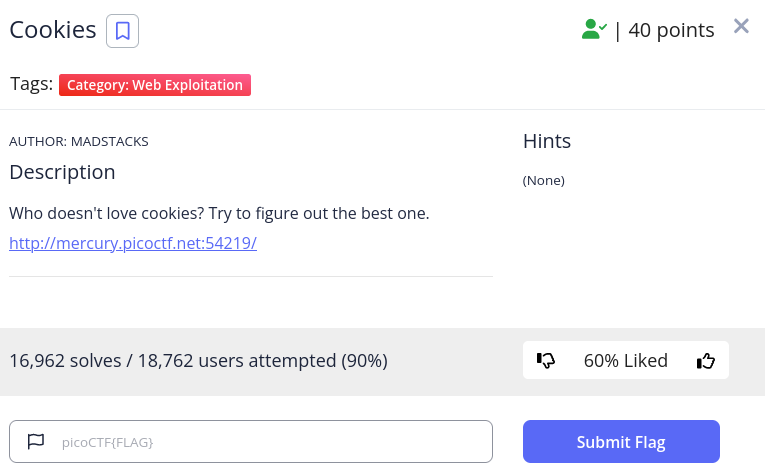 Cookies
| 40 points
Tags: Category: Web Exploitation
AUTHOR: MADSTACKS
Description
Who doesn't love cookies? Try to figure out the best one.
http://mercury.picoctf.net:54219/
Hints
(None)
16,962 solves / 18,762 users attempted (90%)
60% Liked
picoCTF{FLAG}
Submit Flag